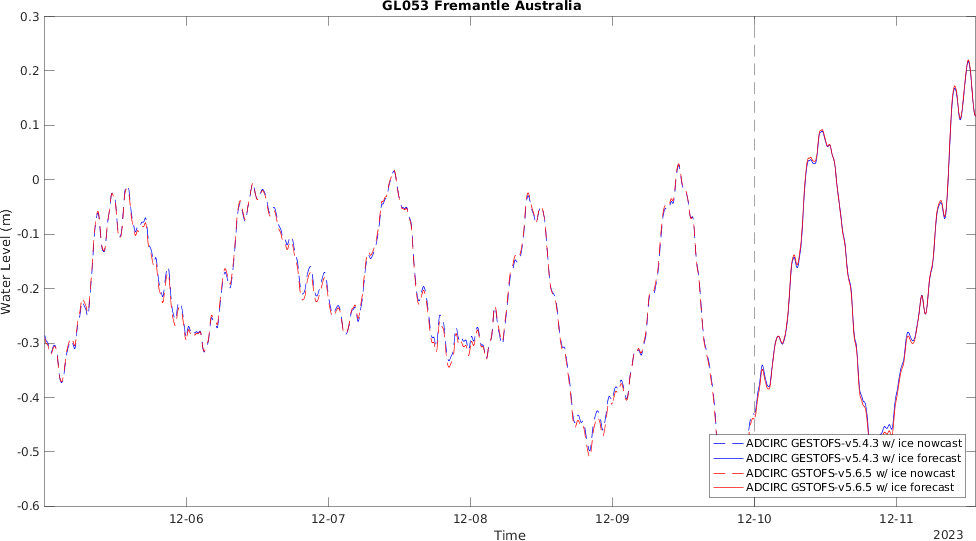 GL053 Fremantle Australia
0.3
0.2
0.1
0
-0.1
-0.2
-0.3
-0.4
-0.5
-0.6
Water Level (m)
ADCIRC GESTOFS-v5.4.3 w/ ice nowcast
ADCIRC GESTOFS-v5.4.3 w/ ice forecast
ADCIRC GSTOFS-v5.6.5 w/ ice nowcast
ADCIRC GSTOFS-v5.6.5 w/ ice forecast
12-06 12-07 12-08 12-09 12-10 12-11
Time
2023